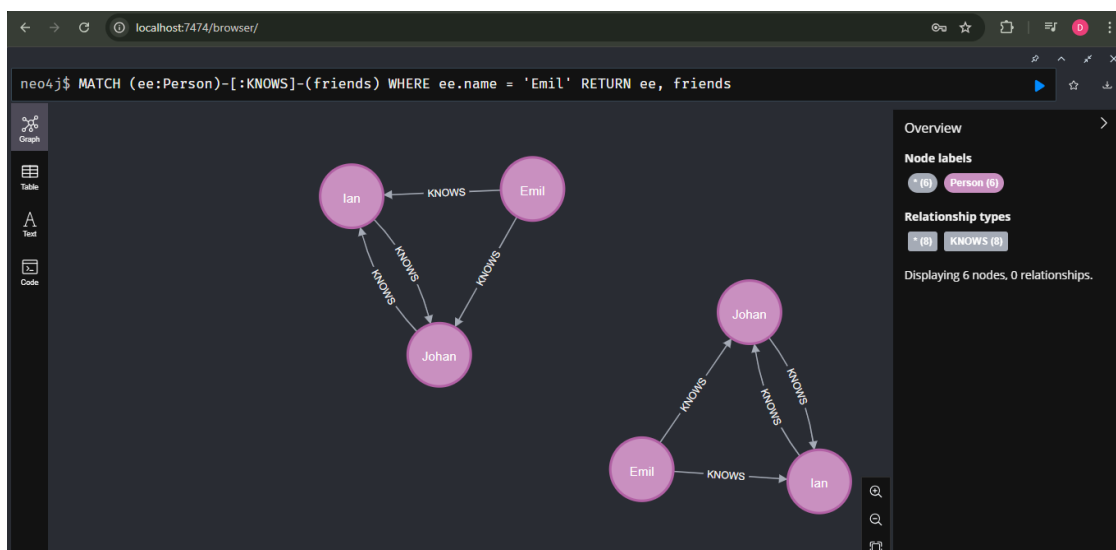 localhost:7474/browser/
D
neo4j$ MATCH (ee:Person)-[:KNOWS]-(friends) WHERE ee.name = 'Emil' RETURN ee, friends
Graph
Table
Text
Code
Ian
KNOWS
Emil
KNOWS
KNOWS
KNOWS
Johan
Johan
KNOWS
KNOWS
KNOWS
Emil
KNOWS
Ian
Overview
Node labels
* (6) Person (6)
Relationship types
* (8) KNOWS (8)
Displaying 6 nodes, 0 relationships.